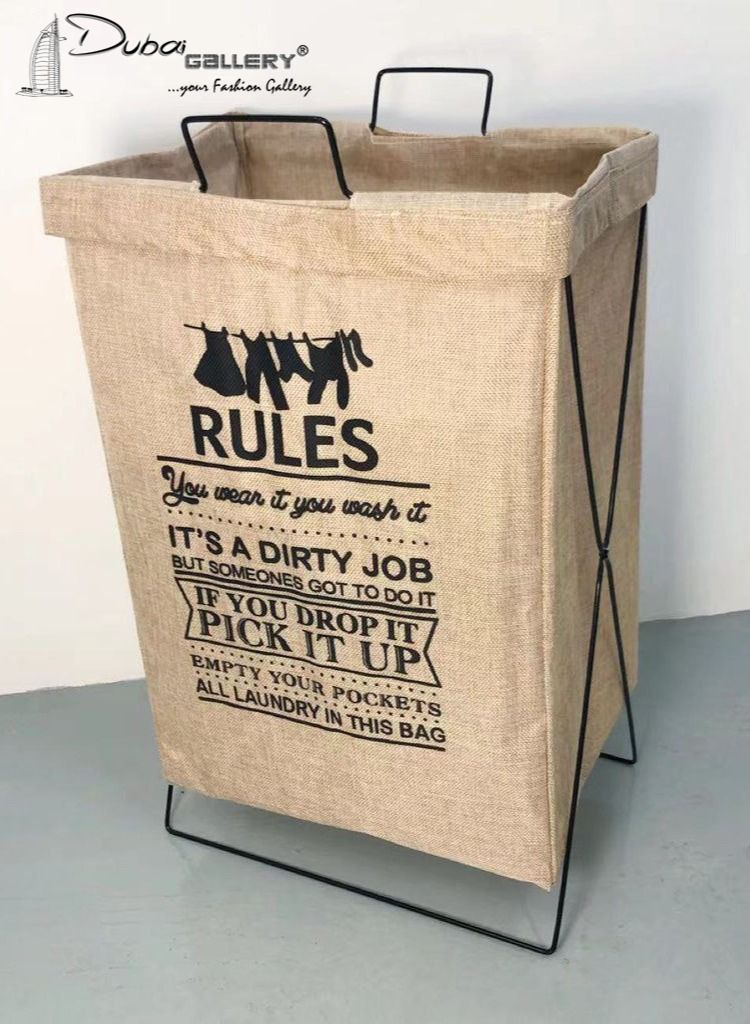 Dubai GALLERY®
...your Fashion Gallery
RULES
You wear it you wash it
IT'S A DIRTY JOB
BUT SOMEONES GOT TO DO IT
IF YOU DROP IT
PICK IT UP
EMPTY YOUR POCKETS
ALL LAUNDRY IN THIS BAG